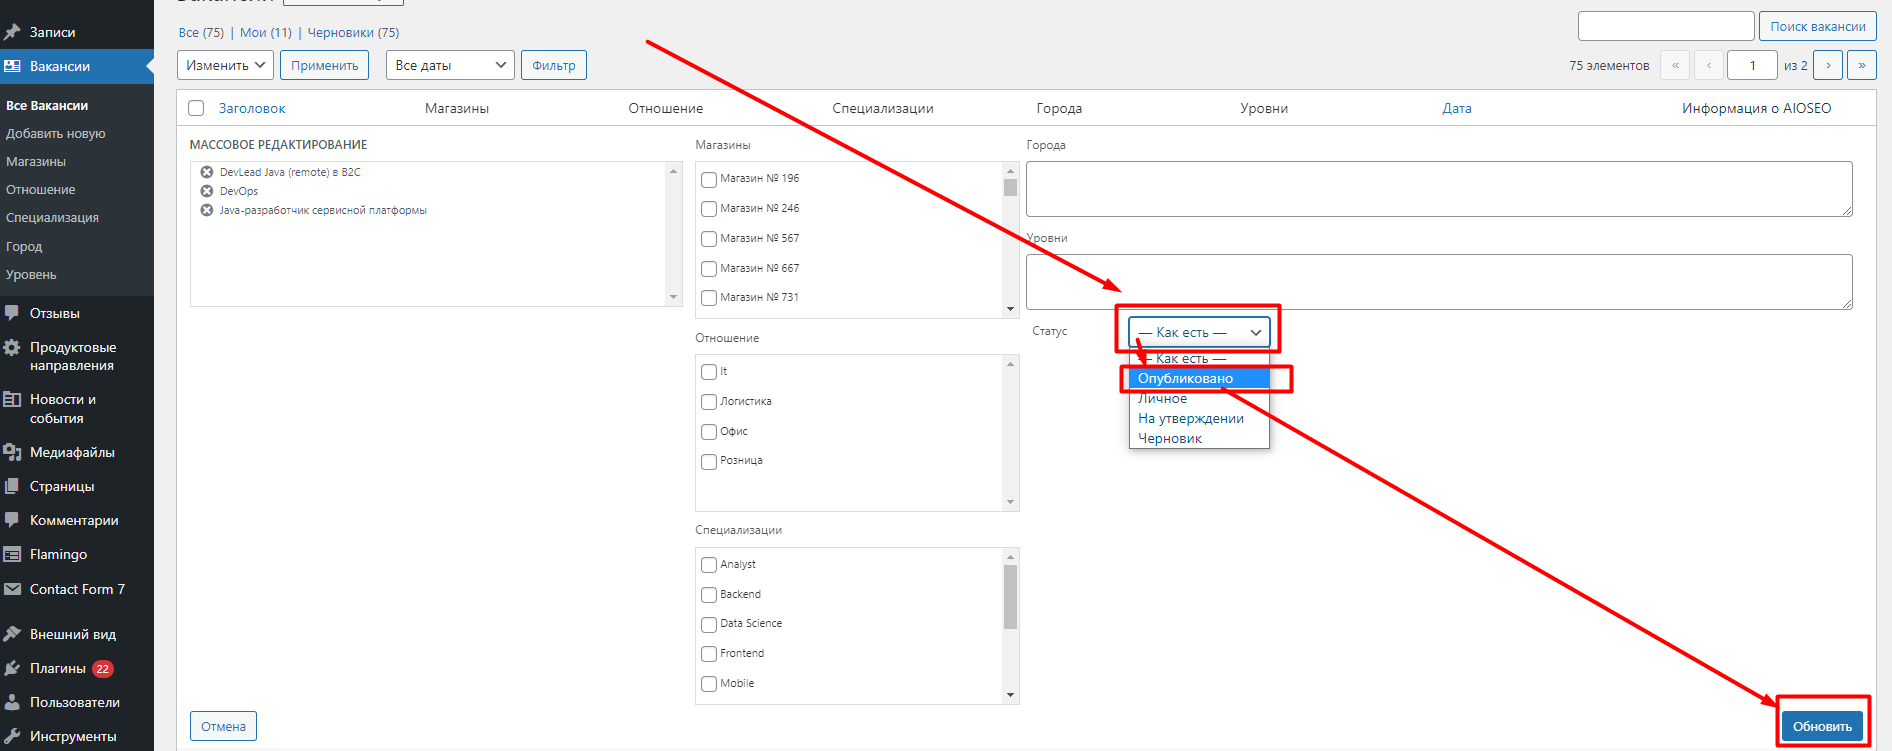 Записи
Вакансии
Все Вакансии
Добавить новую
Магазины
Отношение
Специализация
Город
Уровень
Отзывы
Продуктовые
направления
Новости и
события
Медиафайлы
Страницы
Комментарии
Flamingo
Contact Form 7
Внешний вид
Плагины 22
Пользователи
Инструменты
Все (75) | Мои (11) | Черновики (75)
Поиск вакансии
Изменить Применить Все даты Фильтр
75 элементов « ‹ 1 из 2 › »
Заголовок Магазины Отношение Специализации Города Уровни Дата Информация о AIOSEO
МАССОВОЕ РЕДАКТИРОВАНИЕ
DevLead Java (remote) в B2C
DevOps
Java-разработчик сервисной платформы
Магазины
Магазин № 196
Магазин № 246
Магазин № 567
Магазин № 667
Магазин № 731
Отношение
It
Логистика
Офис
Розница
Специализации
Analyst
Backend
Data Science
Frontend
Mobile
Города
Уровни
Статус — Как есть —
— Как есть —
Опубликовано
Личное
На утверждении
Черновик
Отмена
Обновить